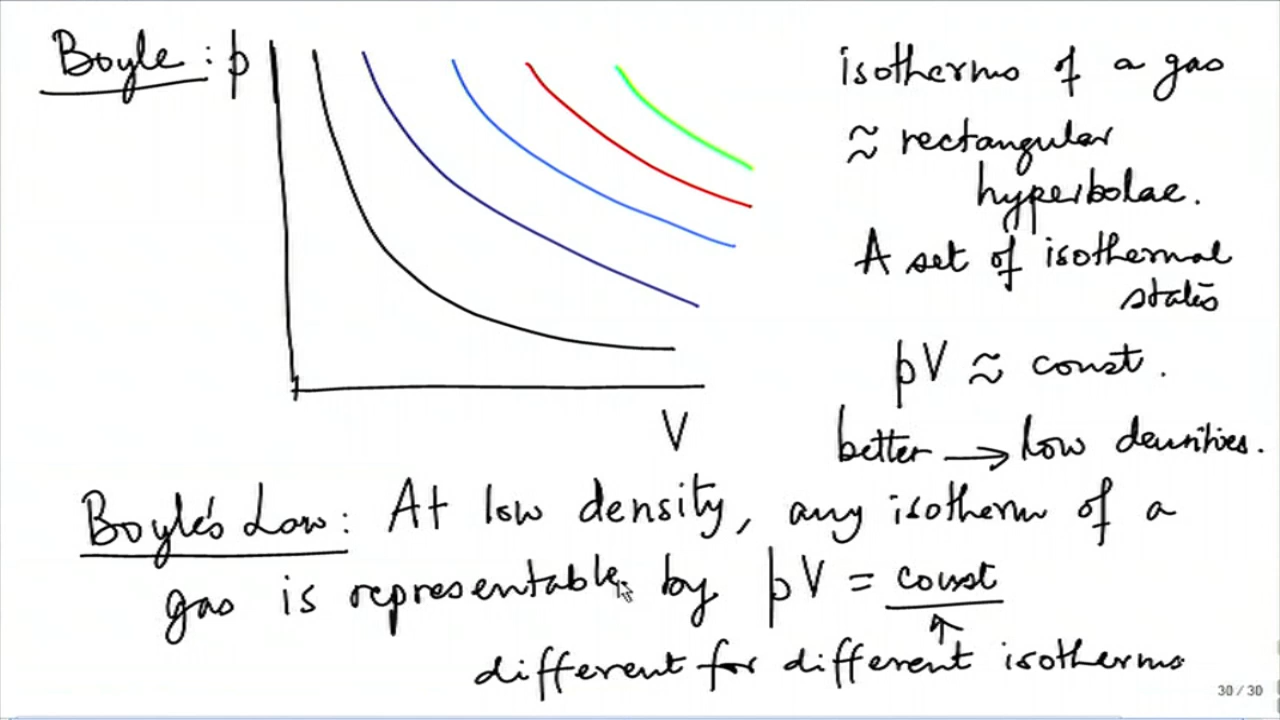 Boyle : p
isotherms of a gas
≈ rectangular
hyperbolae.
A set of isothermal
states
pV ≈ const.
V
better → low densities.
Boyle's Law: At low density, any isotherm of a
gas is representable by pV = const
↑
different for different isotherms
30 / 30